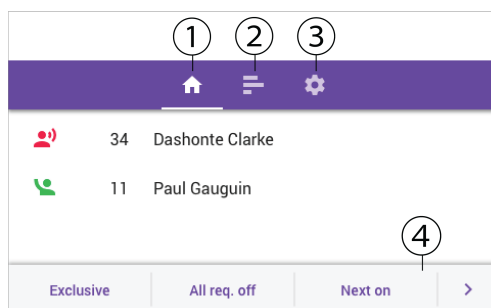 1 2 3
34 Dashonte Clarke
11 Paul Gauguin
4
Exclusive All req. off Next on